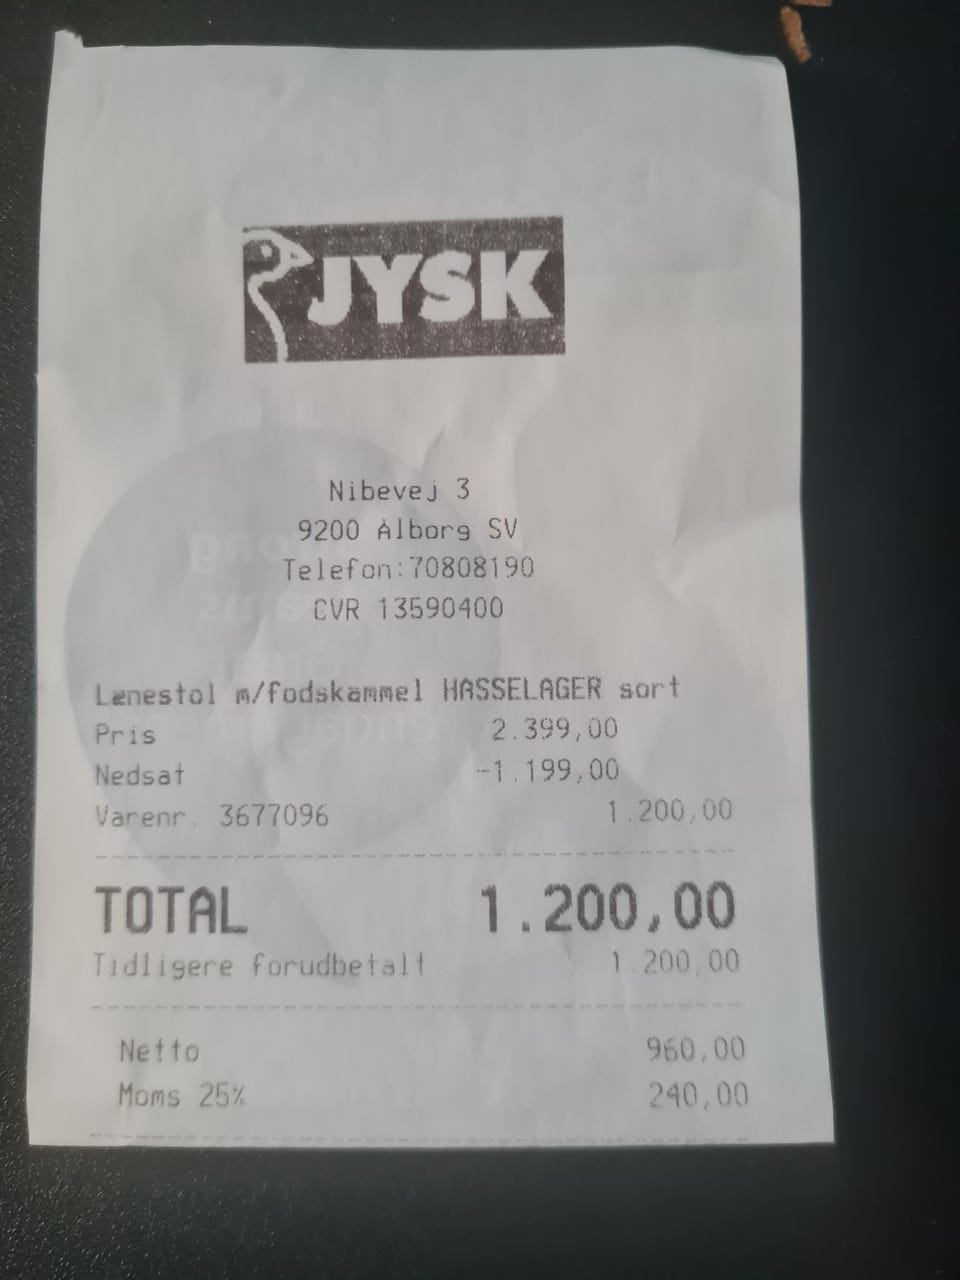 JYSK
Nibevej 3
9200 Ålborg SV
Telefon:70808190
CVR 13590400
Lænestol m/fodskammel HASSELAGER sort
Pris 2.399,00
Nedsat -1.199,00
Varenr. 3677096 1.200,00
TOTAL 1.200,00
Tidligere forudbetalt 1.200,00
Netto 960,00
Moms 25% 240,00